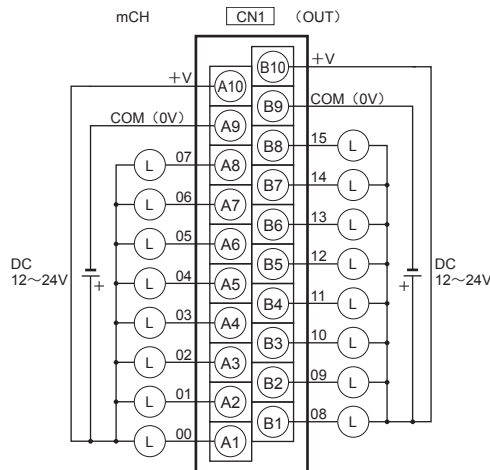 mCH CN1 （OUT）
+V B10 +V
A10
COM（0V） B9 COM（0V）
A9
07 B8 15
L A8 L
06 B7 14
L A7 L
05 B6 13
L A6 L
04 B5 12
L A5 L
DC
12～24V
+
DC
12～24V
+
03 B4 11
L A4 L
02 B3 10
L A3 L
01 B2 09
L A2 L
00 B1 08
L A1 L